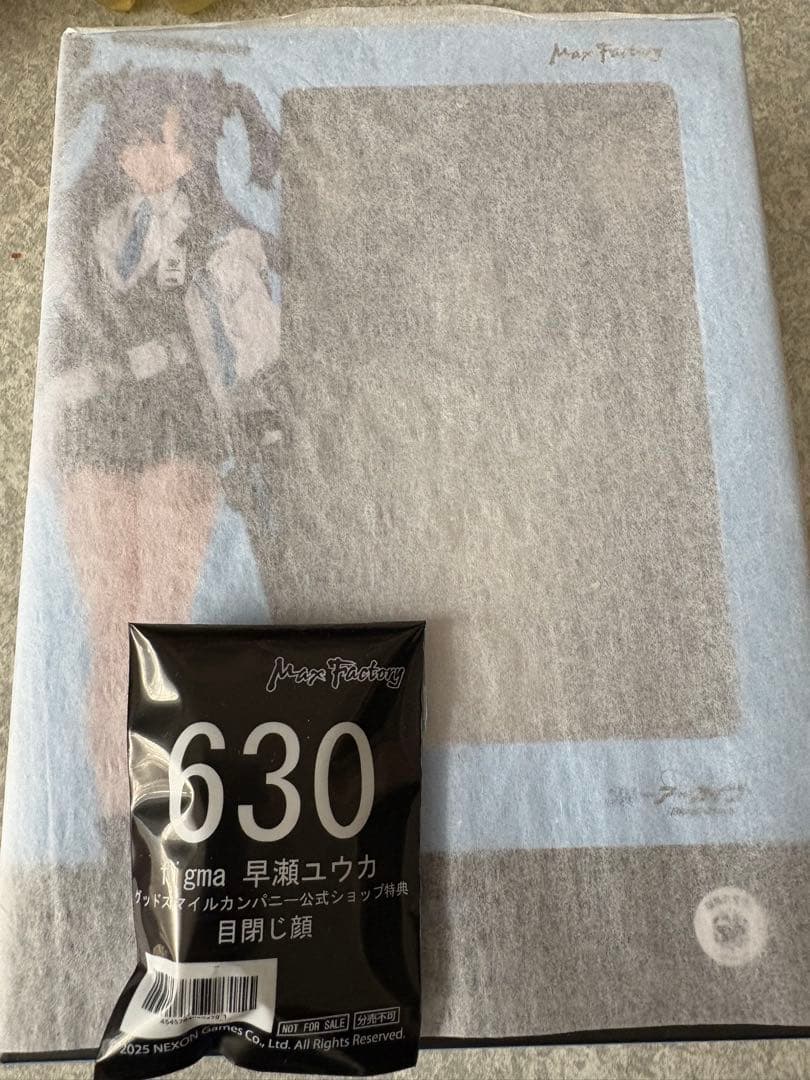 Max Factory
Max Factory
630
figma 早瀬ユウカ
グッドスマイルカンパニー公式ショップ特典
目閉じ顔
NOT FOR SALE
分売不可
© 2025 NEXON Games Co., Ltd. All Rights Reserved.